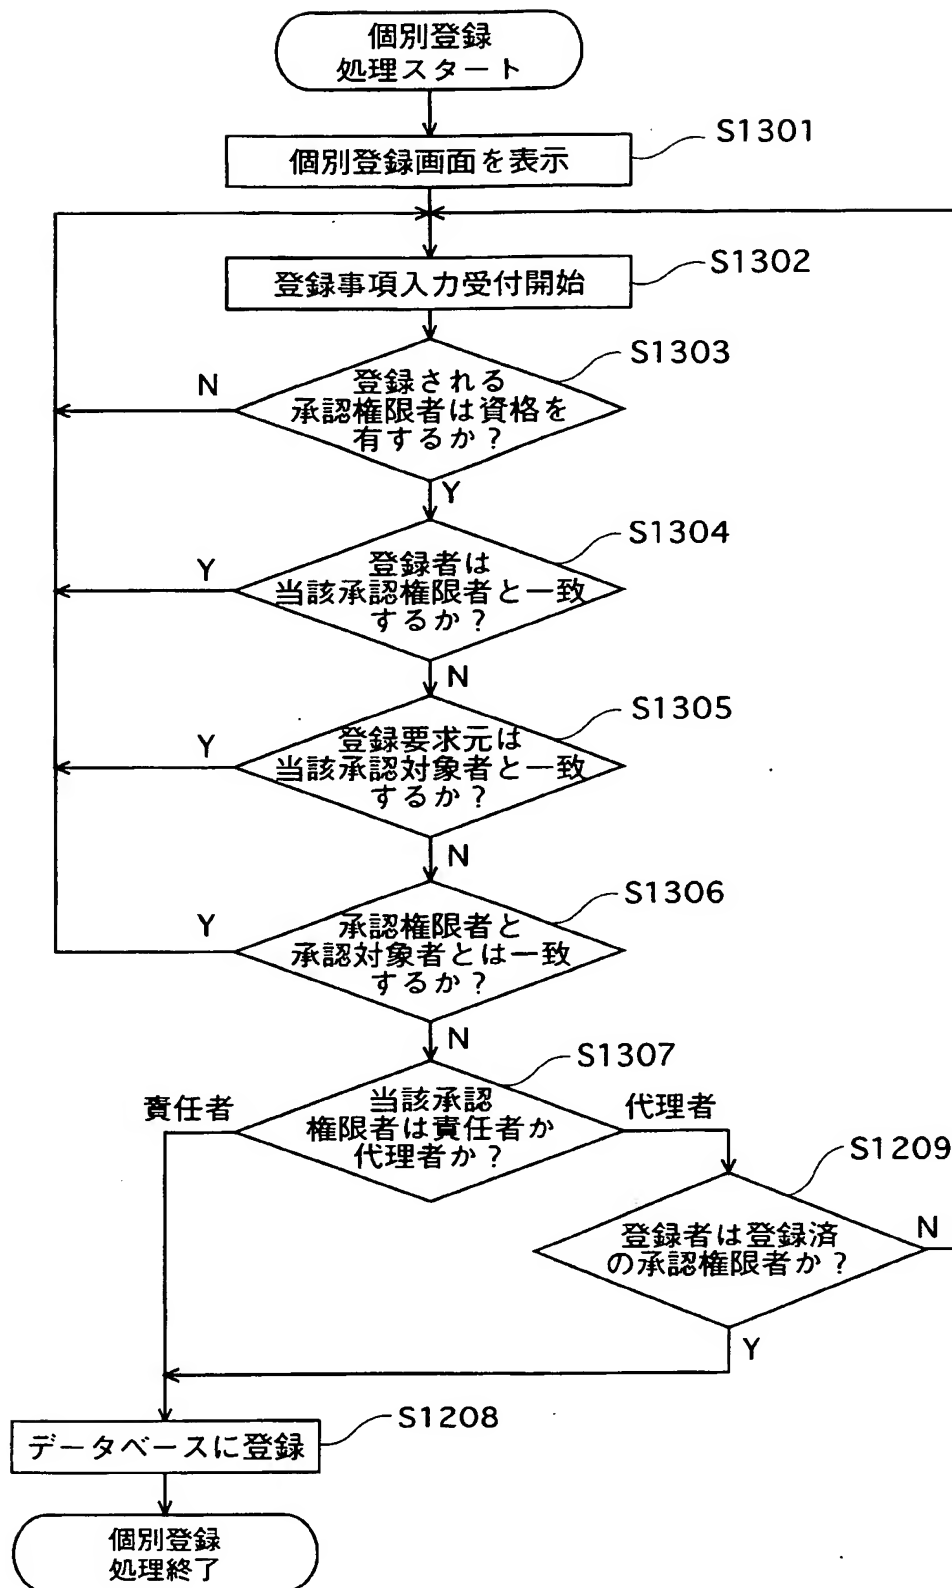 個別登録
処理スタート
S1301
個別登録画面を表示
S1302
登録事項入力受付開始
S1303
N
登録される
承認権限者は資格を
有するか?
Y
S1304
Y
登録者は
当該承認権限者と一致
するか?
N
S1305
Y
登録要求元は
当該承認対象者と一致
するか?
N
S1306
Y
承認権限者と
承認対象者とは一致
するか?
N
S1307
責任者
当該承認
権限者は責任者か
代理者か?
代理者
S1209
登録者は登録済
の承認権限者か?
N
Y
S1208
データベースに登録
個別登録
処理終了